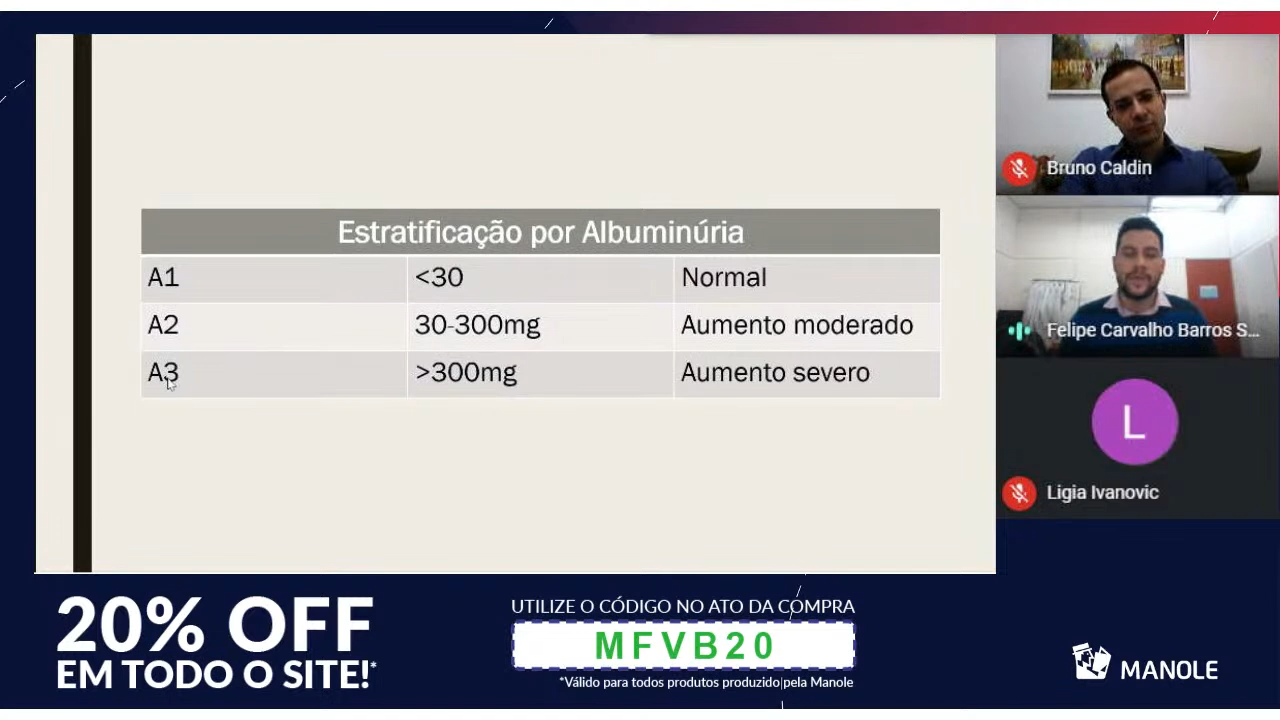 Estratificação por Albuminúria
A1 <30 Normal
A2 30-300mg Aumento moderado
A3 >300mg Aumento severo
Bruno Caldin
Felipe Carvalho Barros S...
L
Ligia Ivanovic
20% OFF
EM TODO O SITE!*
UTILIZE O CÓDIGO NO ATO DA COMPRA
MFVB20
*Válido para todos produtos produzido pela Manole
MANOLE